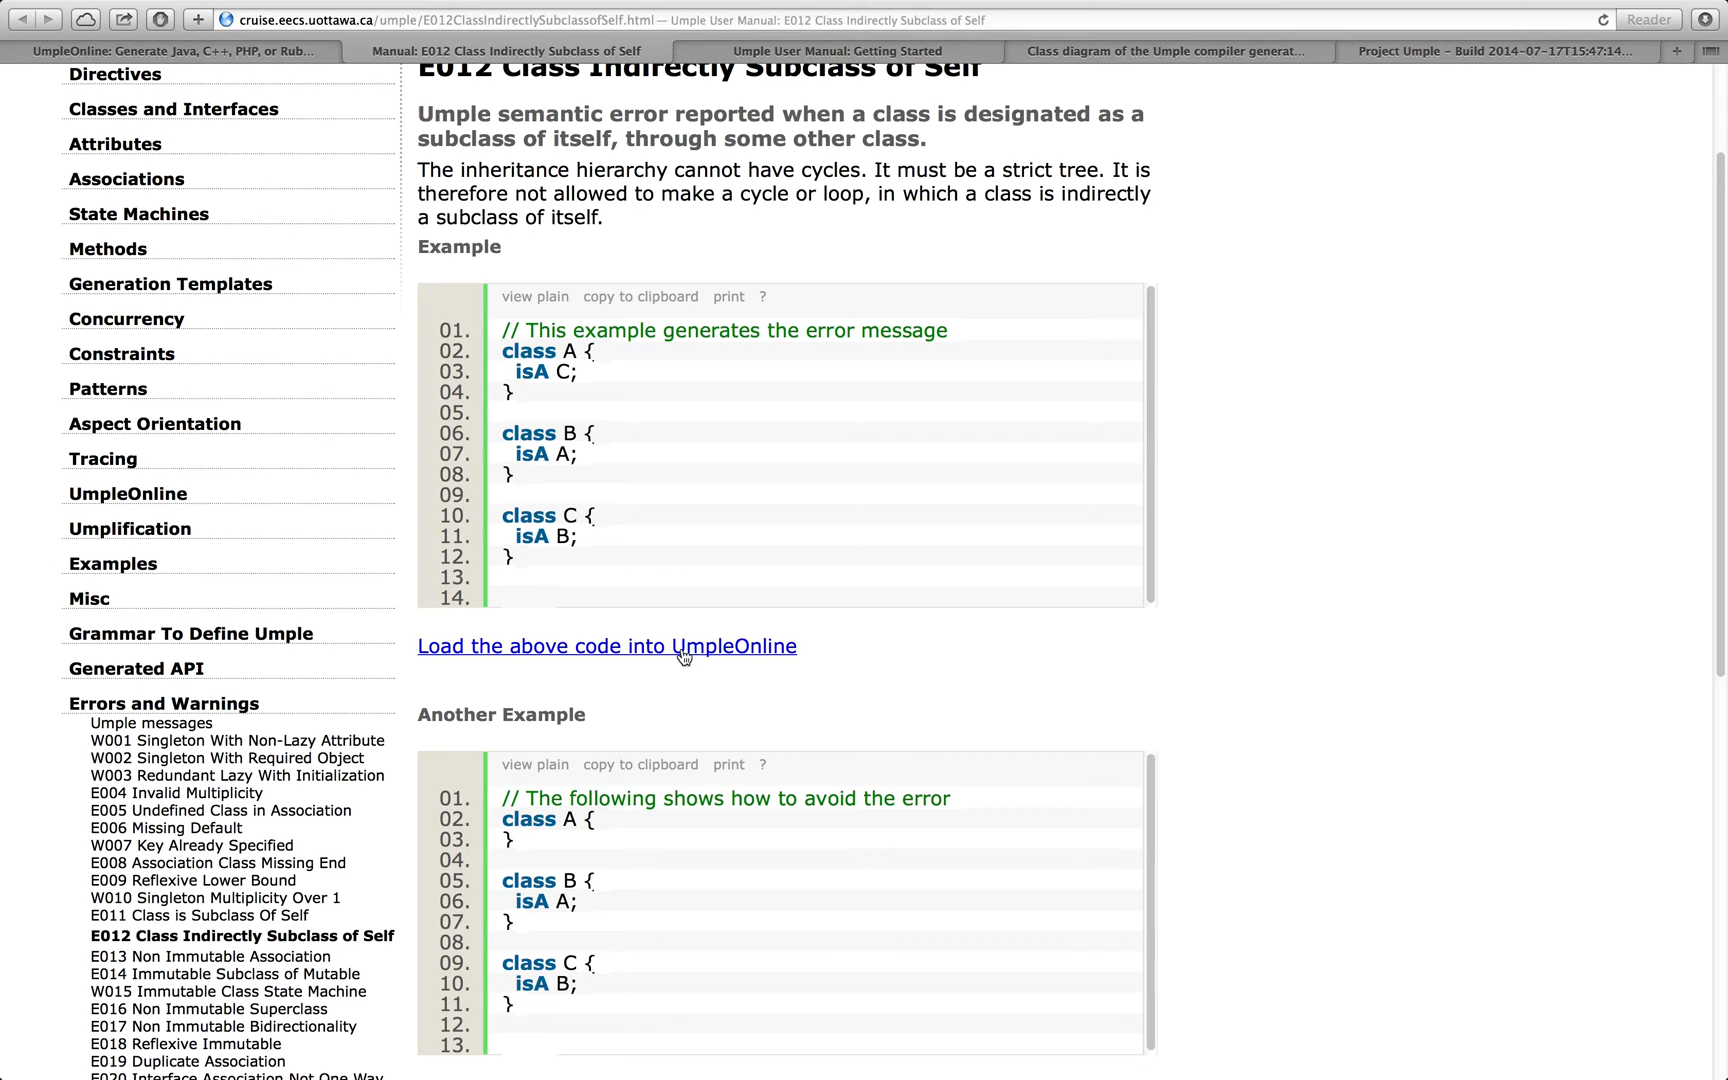 cruise.eecs.uottawa.ca/umple/E012ClassIndirectlySubclassofSelf.html — Umple User Manual: E012 Class Indirectly Subclass of Self
Reader
UmpleOnline: Generate Java, C++, PHP, or Rub...
Manual: E012 Class Indirectly Subclass of Self
Umple User Manual: Getting Started
Class diagram of the Umple compiler generat...
Project Umple – Build 2014-07-17T15:47:14...
Directives
Classes and Interfaces
Attributes
Associations
State Machines
Methods
Generation Templates
Concurrency
Constraints
Patterns
Aspect Orientation
Tracing
UmpleOnline
Umplification
Examples
Misc
Grammar To Define Umple
Generated API
Errors and Warnings
Umple messages
W001 Singleton With Non-Lazy Attribute
W002 Singleton With Required Object
W003 Redundant Lazy With Initialization
E004 Invalid Multiplicity
E005 Undefined Class in Association
E006 Missing Default
W007 Key Already Specified
E008 Association Class Missing End
E009 Reflexive Lower Bound
W010 Singleton Multiplicity Over 1
E011 Class is Subclass Of Self
E012 Class Indirectly Subclass of Self
E013 Non Immutable Association
E014 Immutable Subclass of Mutable
W015 Immutable Class State Machine
E016 Non Immutable Superclass
E017 Non Immutable Bidirectionality
E018 Reflexive Immutable
E019 Duplicate Association
E020 Interface Association Not One Way
E012 Class Indirectly Subclass of Self
Umple semantic error reported when a class is designated as a
subclass of itself, through some other class.
The inheritance hierarchy cannot have cycles. It must be a strict tree. It is
therefore not allowed to make a cycle or loop, in which a class is indirectly
a subclass of itself.
Example
view plain copy to clipboard print ?
01. // This example generates the error message
02. class A {
03. isA C;
04. }
05.
06. class B {
07. isA A;
08. }
09.
10. class C {
11. isA B;
12. }
13.
14.
Load the above code into UmpleOnline
Another Example
view plain copy to clipboard print ?
01. // The following shows how to avoid the error
02. class A {
03. }
04.
05. class B {
06. isA A;
07. }
08.
09. class C {
10. isA B;
11. }
12.
13.